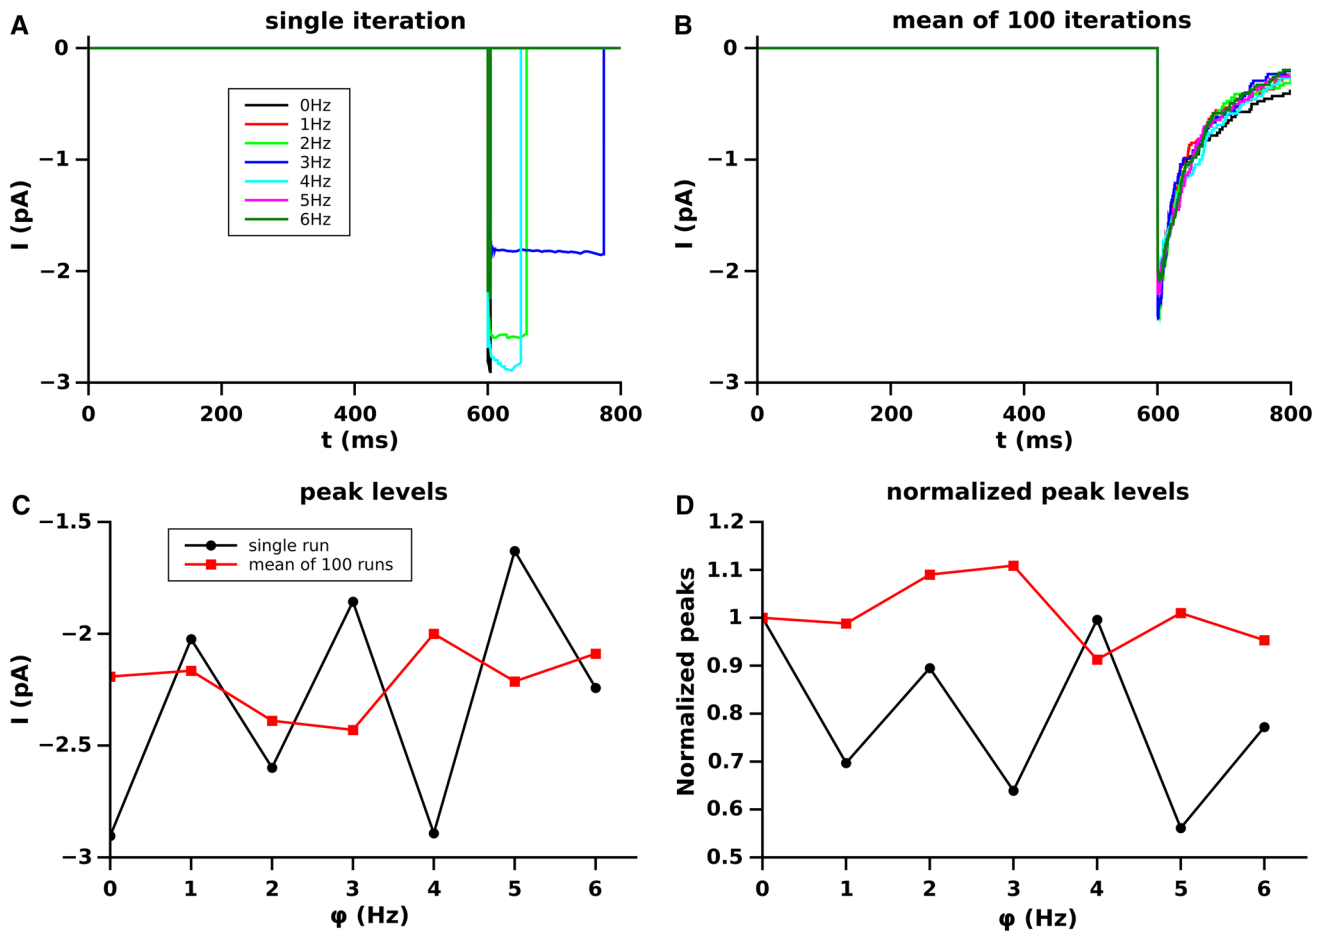 A
single iteration
0
−1
−2
−3
I (pA)
0Hz
1Hz
2Hz
3Hz
4Hz
5Hz
6Hz
0 200 400 600 800
t (ms)
B
mean of 100 iterations
0
−1
−2
−3
I (pA)
0 200 400 600 800
t (ms)
C
peak levels
−1.5
−2
−2.5
−3
I (pA)
single run
mean of 100 runs
0 1 2 3 4 5 6
φ (Hz)
D
normalized peak levels
1.2
1.1
1
0.9
0.8
0.7
0.6
0.5
Normalized peaks
0 1 2 3 4 5 6
φ (Hz)